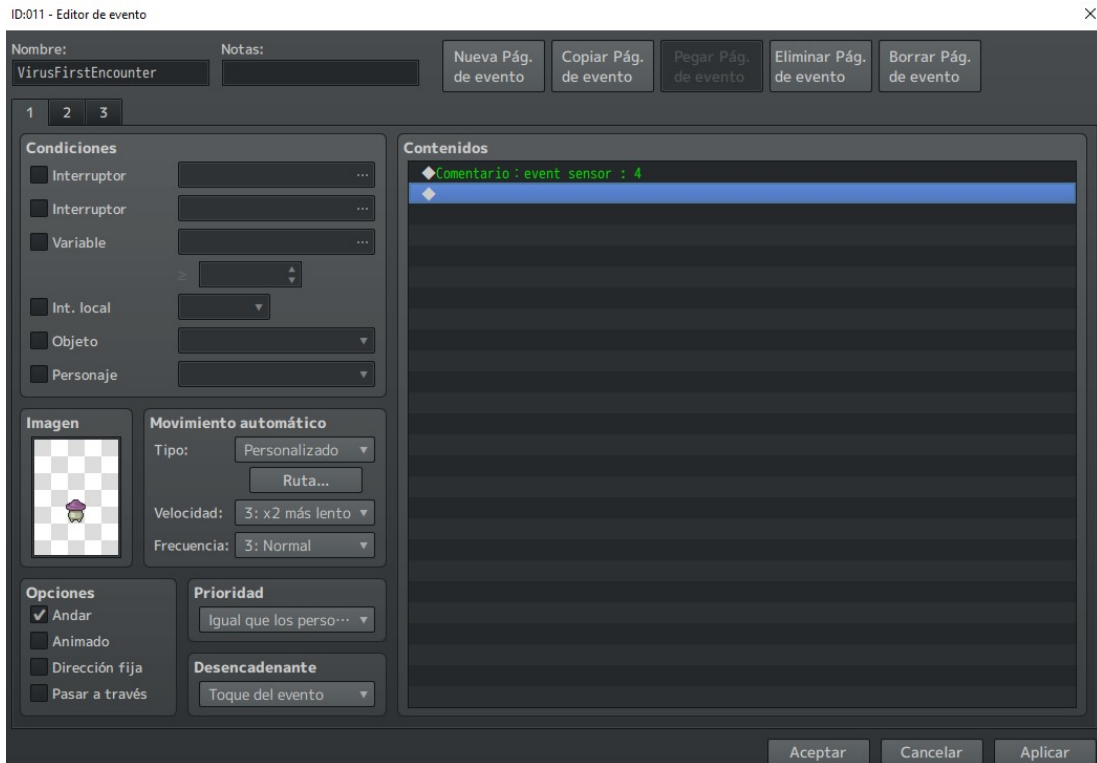 ID:011 - Editor de evento
Nombre:
Notas:
VirusFirstEncounter
Nueva Pág.
de evento
Copiar Pág.
de evento
Pegar Pág.
de evento
Eliminar Pág.
de evento
Borrar Pág.
de evento
1 2 3
Condiciones
Interruptor
Interruptor
Variable
≥
Int. local
Objeto
Personaje
Imagen
Movimiento automático
Tipo: Personalizado
Ruta...
Velocidad: 3: x2 más lento
Frecuencia: 3: Normal
Opciones
Andar
Animado
Dirección fija
Pasar a través
Prioridad
Igual que los perso…
Desencadenante
Toque del evento
Contenidos
◆Comentario：event sensor : 4
◆
Aceptar
Cancelar
Aplicar